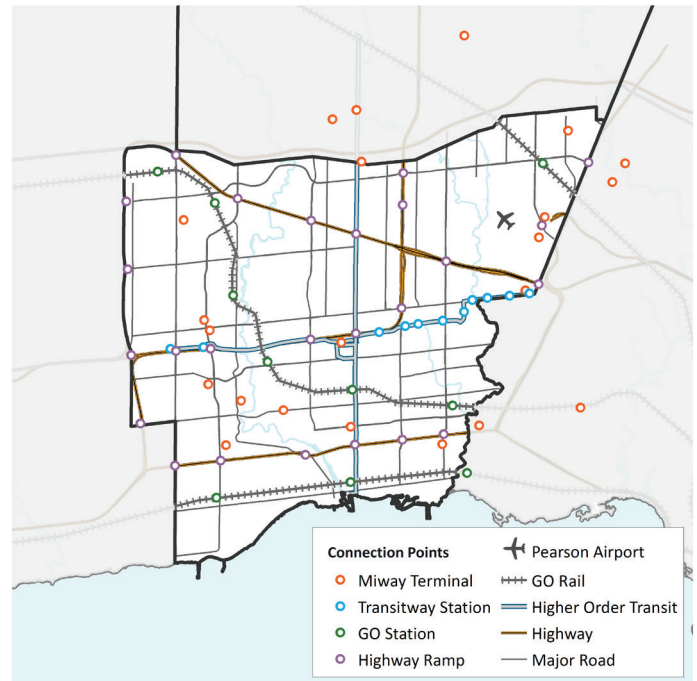 Connection Points
Miway Terminal
Transitway Station
GO Station
Highway Ramp
Pearson Airport
GO Rail
Higher Order Transit
Highway
Major Road